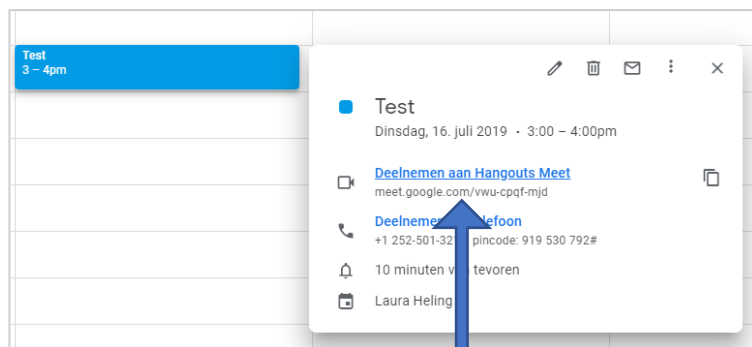 Test
3 – 4pm
Test
Dinsdag, 16. juli 2019 • 3:00 – 4:00pm
Deelnemen aan Hangouts Meet
meet.google.com/vwu-cpqf-mjd
Deelnemen efoon
+1 252-501-32 pincode: 919 530 792#
10 minuten tevoren
Laura Heling